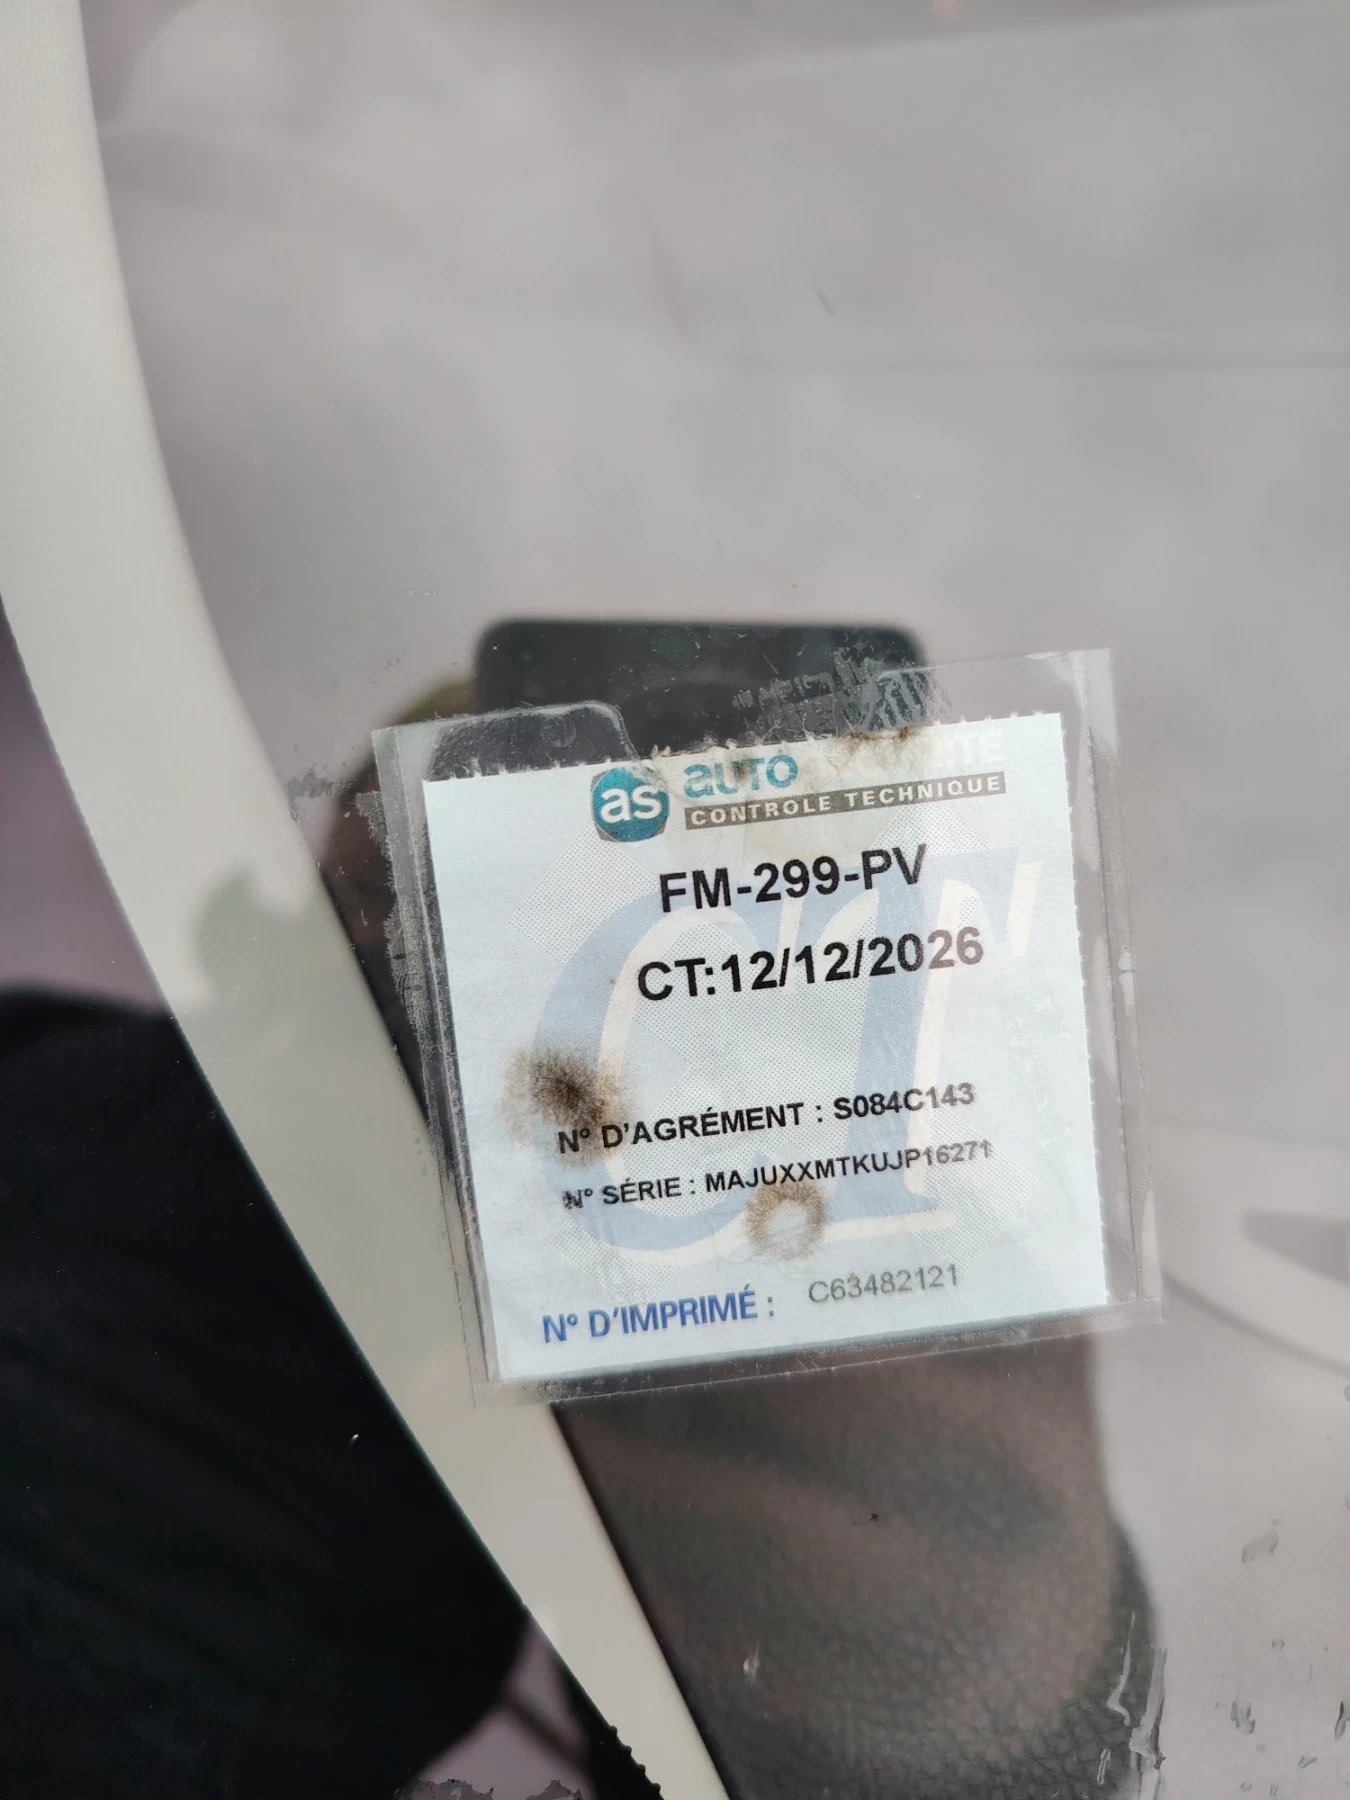 as AUTO
CONTROLE TECHNIQUE
FM-299-PV
CT:12/12/2026
N° D'AGRÉMENT : S084C143
N° SÉRIE : MAJUXXMTKUJP16271
N° D'IMPRIMÉ : C63482121